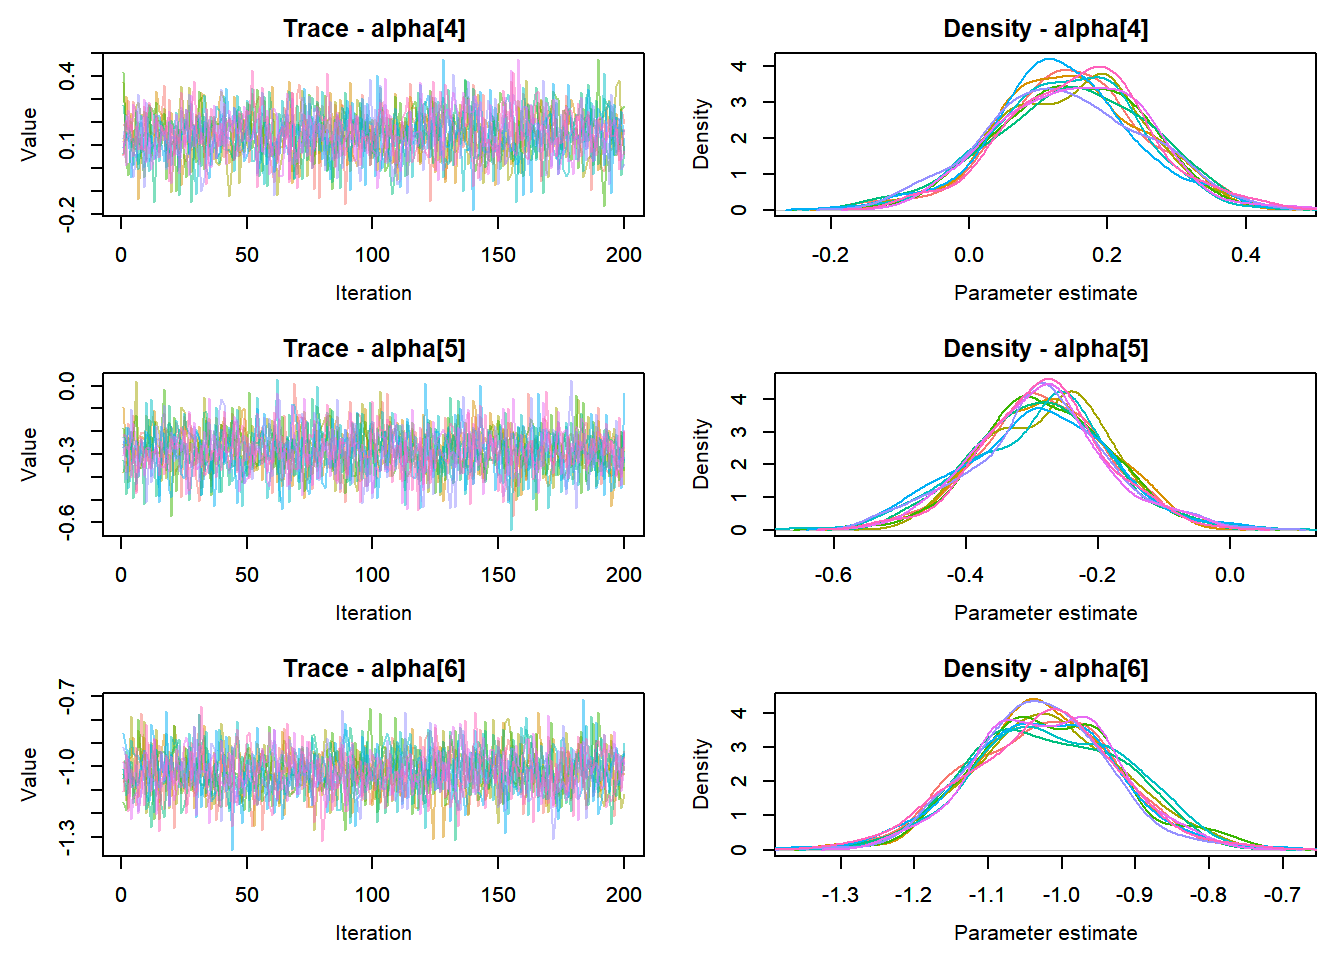 Trace - alpha[4]
Value
0.4
0.1
-0.2
0 50 100 150 200
Iteration
Density - alpha[4]
Density
4
3
2
1
0
-0.2 0.0 0.2 0.4
Parameter estimate
Trace - alpha[5]
Value
0.0
-0.3
-0.6
0 50 100 150 200
Iteration
Density - alpha[5]
Density
4
3
2
1
0
-0.6 -0.4 -0.2 0.0
Parameter estimate
Trace - alpha[6]
Value
-0.7
-1.0
-1.3
0 50 100 150 200
Iteration
Density - alpha[6]
Density
4
3
2
1
0
-1.3 -1.2 -1.1 -1.0 -0.9 -0.8 -0.7
Parameter estimate